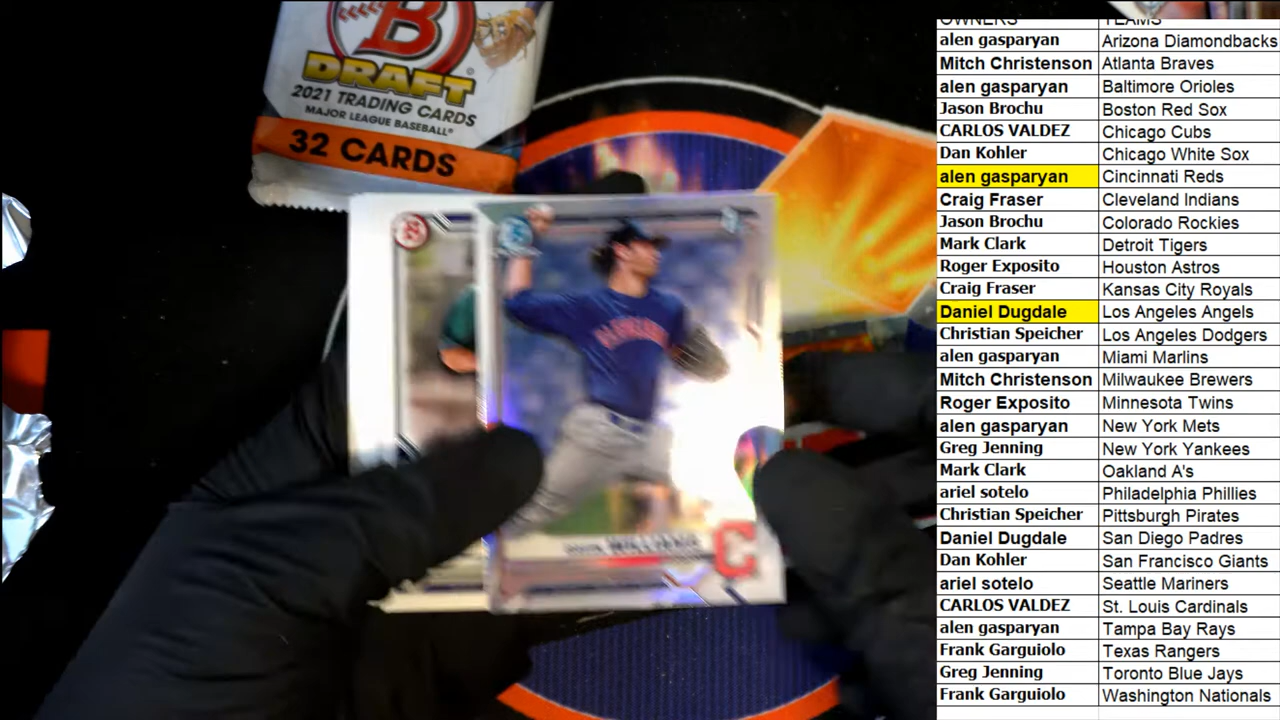 B
DRAFT
2021 TRADING CARDS
MAJOR LEAGUE BASEBALL
32 CARDS
WILLIAMS
C
OWNERS TEAMS
alen gasparyan Arizona Diamondbacks
Mitch Christenson Atlanta Braves
alen gasparyan Baltimore Orioles
Jason Brochu Boston Red Sox
CARLOS VALDEZ Chicago Cubs
Dan Kohler Chicago White Sox
alen gasparyan Cincinnati Reds
Craig Fraser Cleveland Indians
Jason Brochu Colorado Rockies
Mark Clark Detroit Tigers
Roger Exposito Houston Astros
Craig Fraser Kansas City Royals
Daniel Dugdale Los Angeles Angels
Christian Speicher Los Angeles Dodgers
alen gasparyan Miami Marlins
Mitch Christenson Milwaukee Brewers
Roger Exposito Minnesota Twins
alen gasparyan New York Mets
Greg Jenning New York Yankees
Mark Clark Oakland A's
ariel sotelo Philadelphia Phillies
Christian Speicher Pittsburgh Pirates
Daniel Dugdale San Diego Padres
Dan Kohler San Francisco Giants
ariel sotelo Seattle Mariners
CARLOS VALDEZ St. Louis Cardinals
alen gasparyan Tampa Bay Rays
Frank Garguiolo Texas Rangers
Greg Jenning Toronto Blue Jays
Frank Garguiolo Washington Nationals